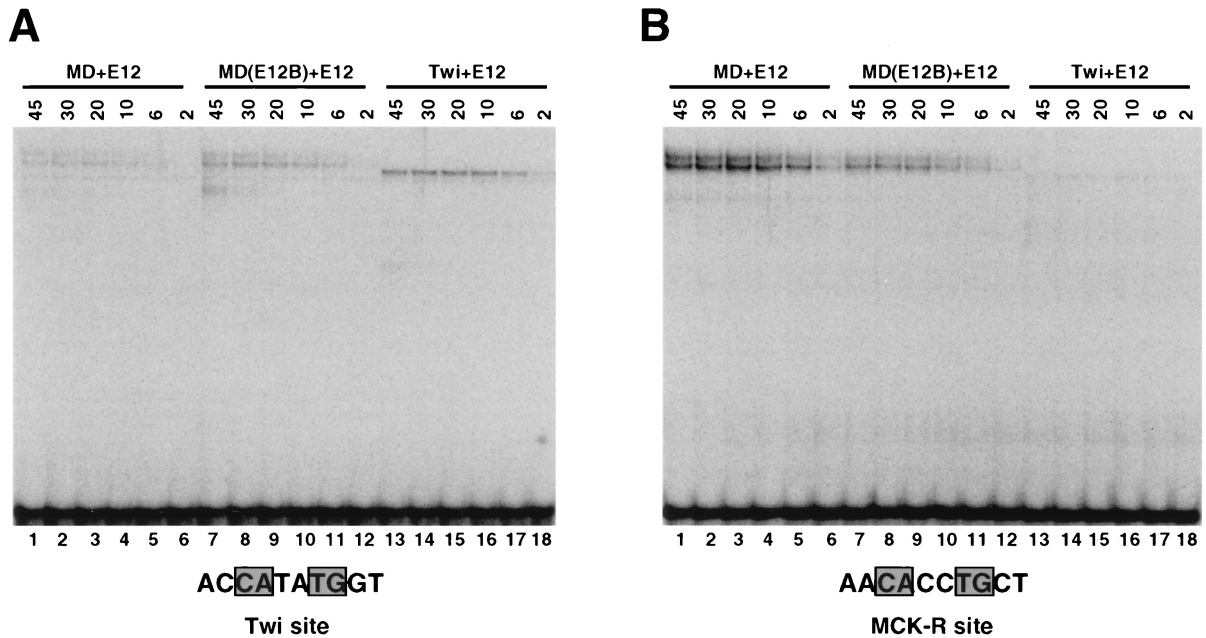 A
MD+E12 MD(E12B)+E12 Twi+E12
45 30 20 10 6 2 45 30 20 10 6 2 45 30 20 10 6 2
1 2 3 4 5 6 7 8 9 10 11 12 13 14 15 16 17 18
ACCATATGGT
Twi site
B
MD+E12 MD(E12B)+E12 Twi+E12
45 30 20 10 6 2 45 30 20 10 6 2 45 30 20 10 6 2
1 2 3 4 5 6 7 8 9 10 11 12 13 14 15 16 17 18
AACACCTGCT
MCK-R site